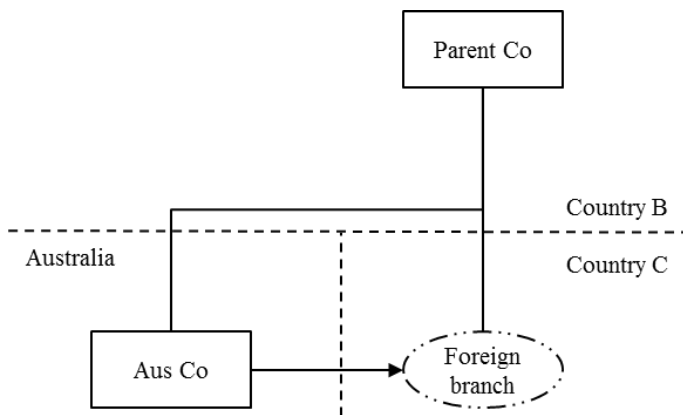 Parent Co
Country B
Australia
Country C
Aus Co
Foreign
branch